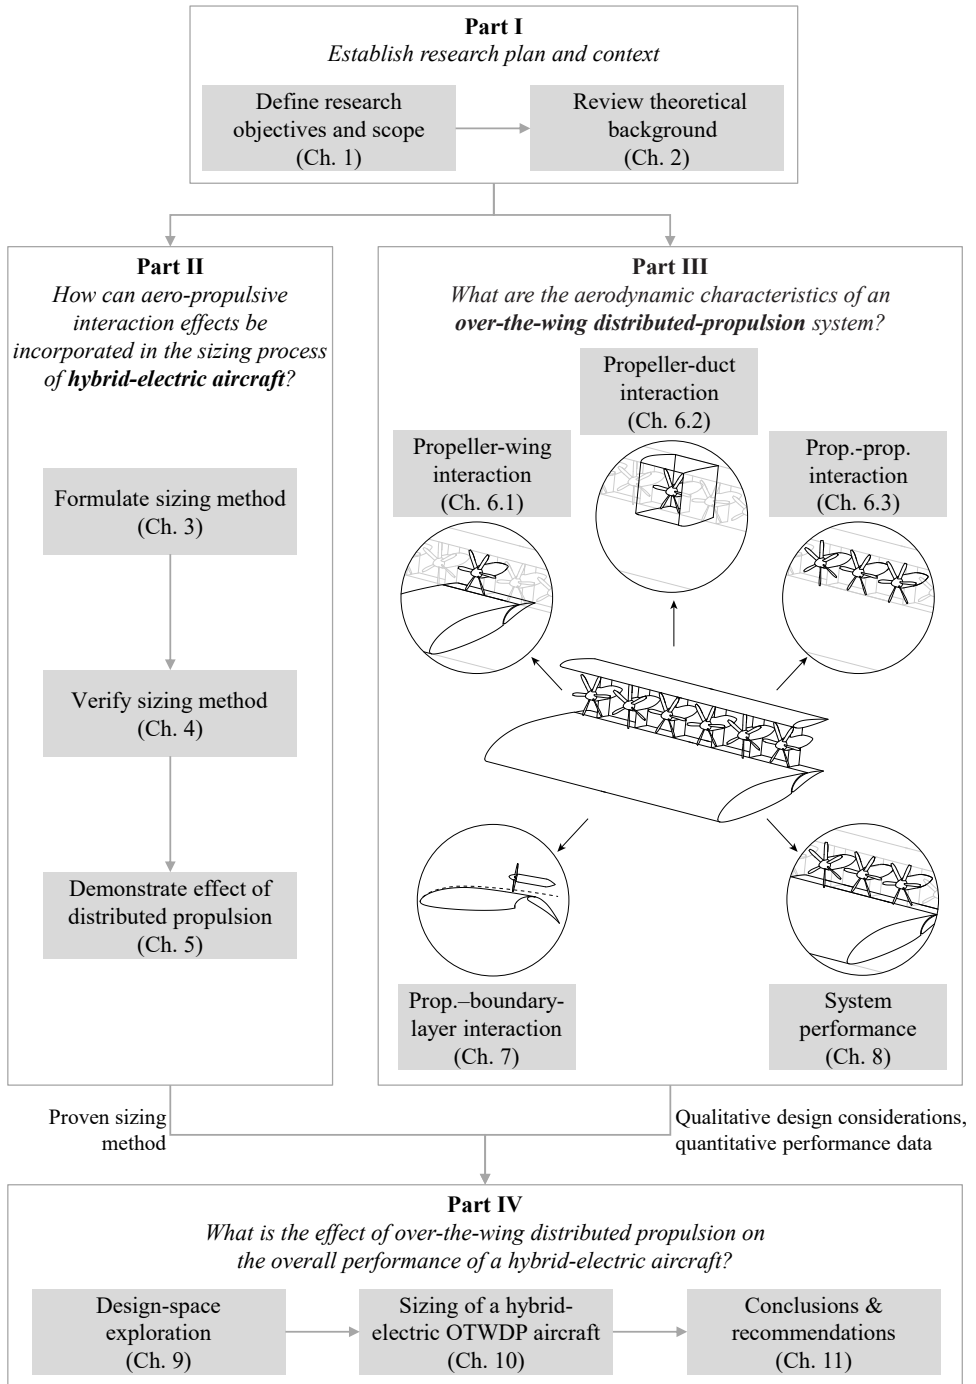 Part I
Establish research plan and context
Define research
objectives and scope
(Ch. 1)
Review theoretical
background
(Ch. 2)
Part II
How can aero-propulsive
interaction effects be
incorporated in the sizing process
of hybrid-electric aircraft?
Formulate sizing method
(Ch. 3)
Verify sizing method
(Ch. 4)
Demonstrate effect of
distributed propulsion
(Ch. 5)
Part III
What are the aerodynamic characteristics of an
over-the-wing distributed-propulsion system?
Propeller-duct
interaction
(Ch. 6.2)
Propeller-wing
interaction
(Ch. 6.1)
Prop.-prop.
interaction
(Ch. 6.3)
Prop.–boundary-
layer interaction
(Ch. 7)
System
performance
(Ch. 8)
Proven sizing
method
Qualitative design considerations,
quantitative performance data
Part IV
What is the effect of over-the-wing distributed propulsion on
the overall performance of a hybrid-electric aircraft?
Design-space
exploration
(Ch. 9)
Sizing of a hybrid-
electric OTWDP aircraft
(Ch. 10)
Conclusions &
recommendations
(Ch. 11)